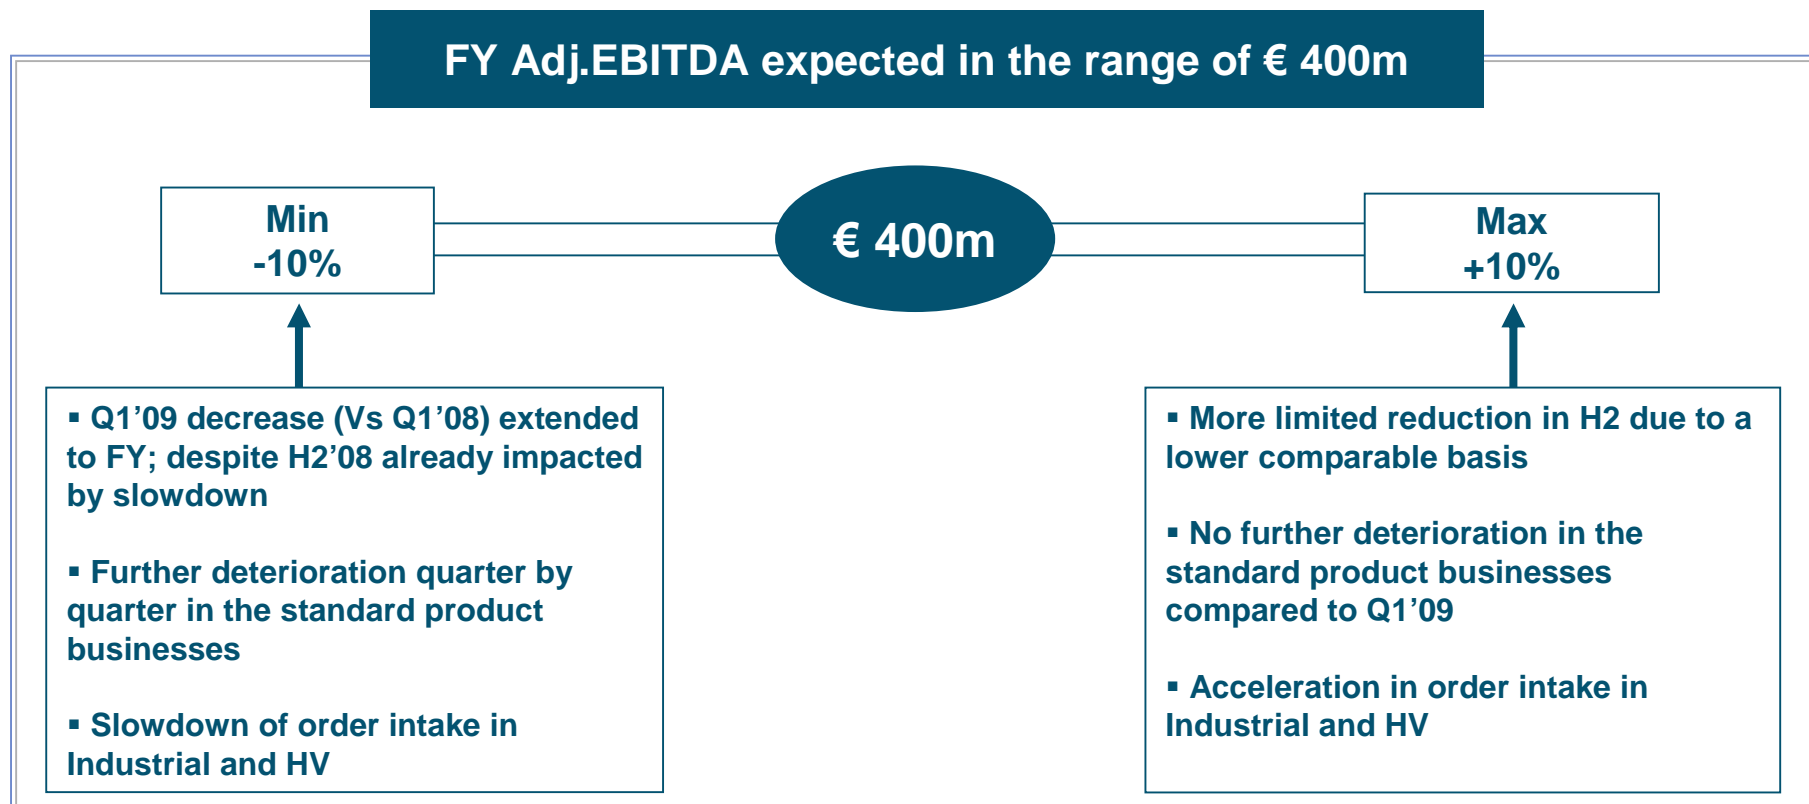 FY Adj.EBITDA expected in the range of € 400m
Min
-10%
€ 400m
Max
+10%
▪ Q1’09 decrease (Vs Q1’08) extended
to FY; despite H2’08 already impacted
by slowdown
▪ Further deterioration quarter by
quarter in the standard product
businesses
▪ Slowdown of order intake in
Industrial and HV
▪ More limited reduction in H2 due to a
lower comparable basis
▪ No further deterioration in the
standard product businesses
compared to Q1’09
▪ Acceleration in order intake in
Industrial and HV